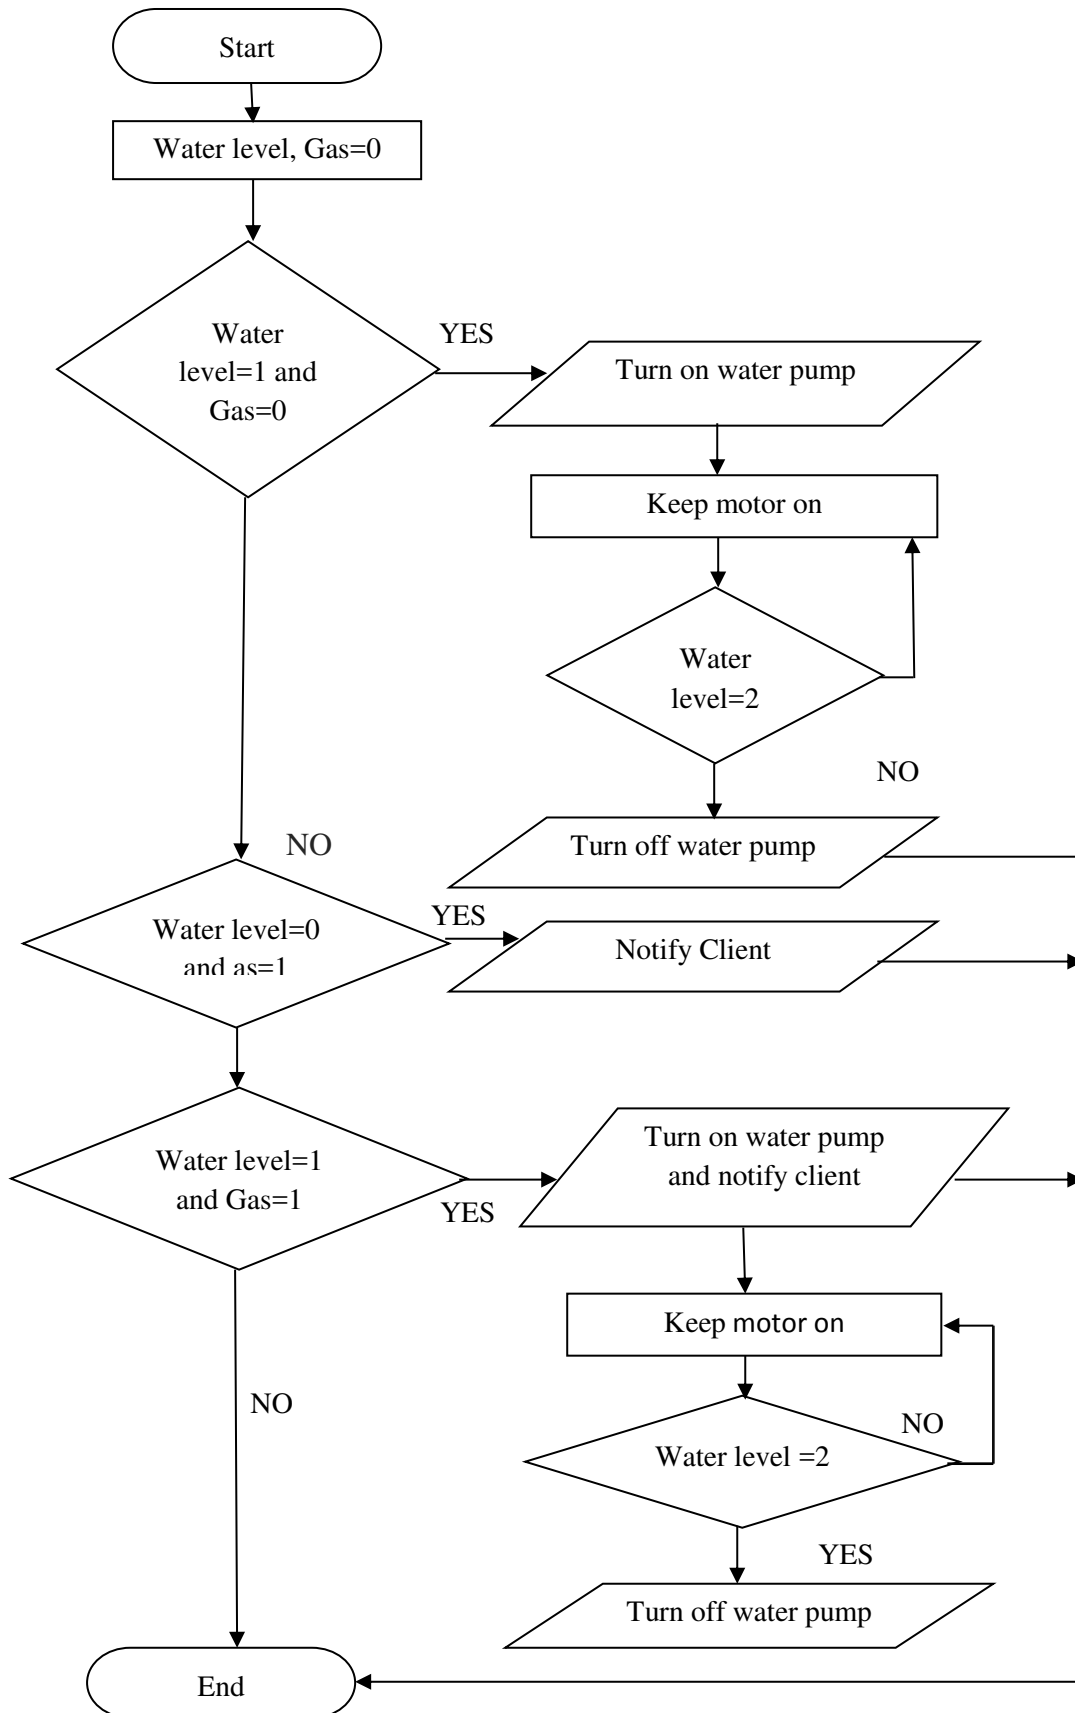 Start
Water level, Gas=0
Water
level=1 and
Gas=0
YES
Turn on water pump
Keep motor on
Water
level=2
NO
Turn off water pump
NO
Water level=0
and as=1
YES
Notify Client
Water level=1
and Gas=1
YES
Turn on water pump
and notify client
Keep motor on
NO
Water level =2
NO
YES
Turn off water pump
End